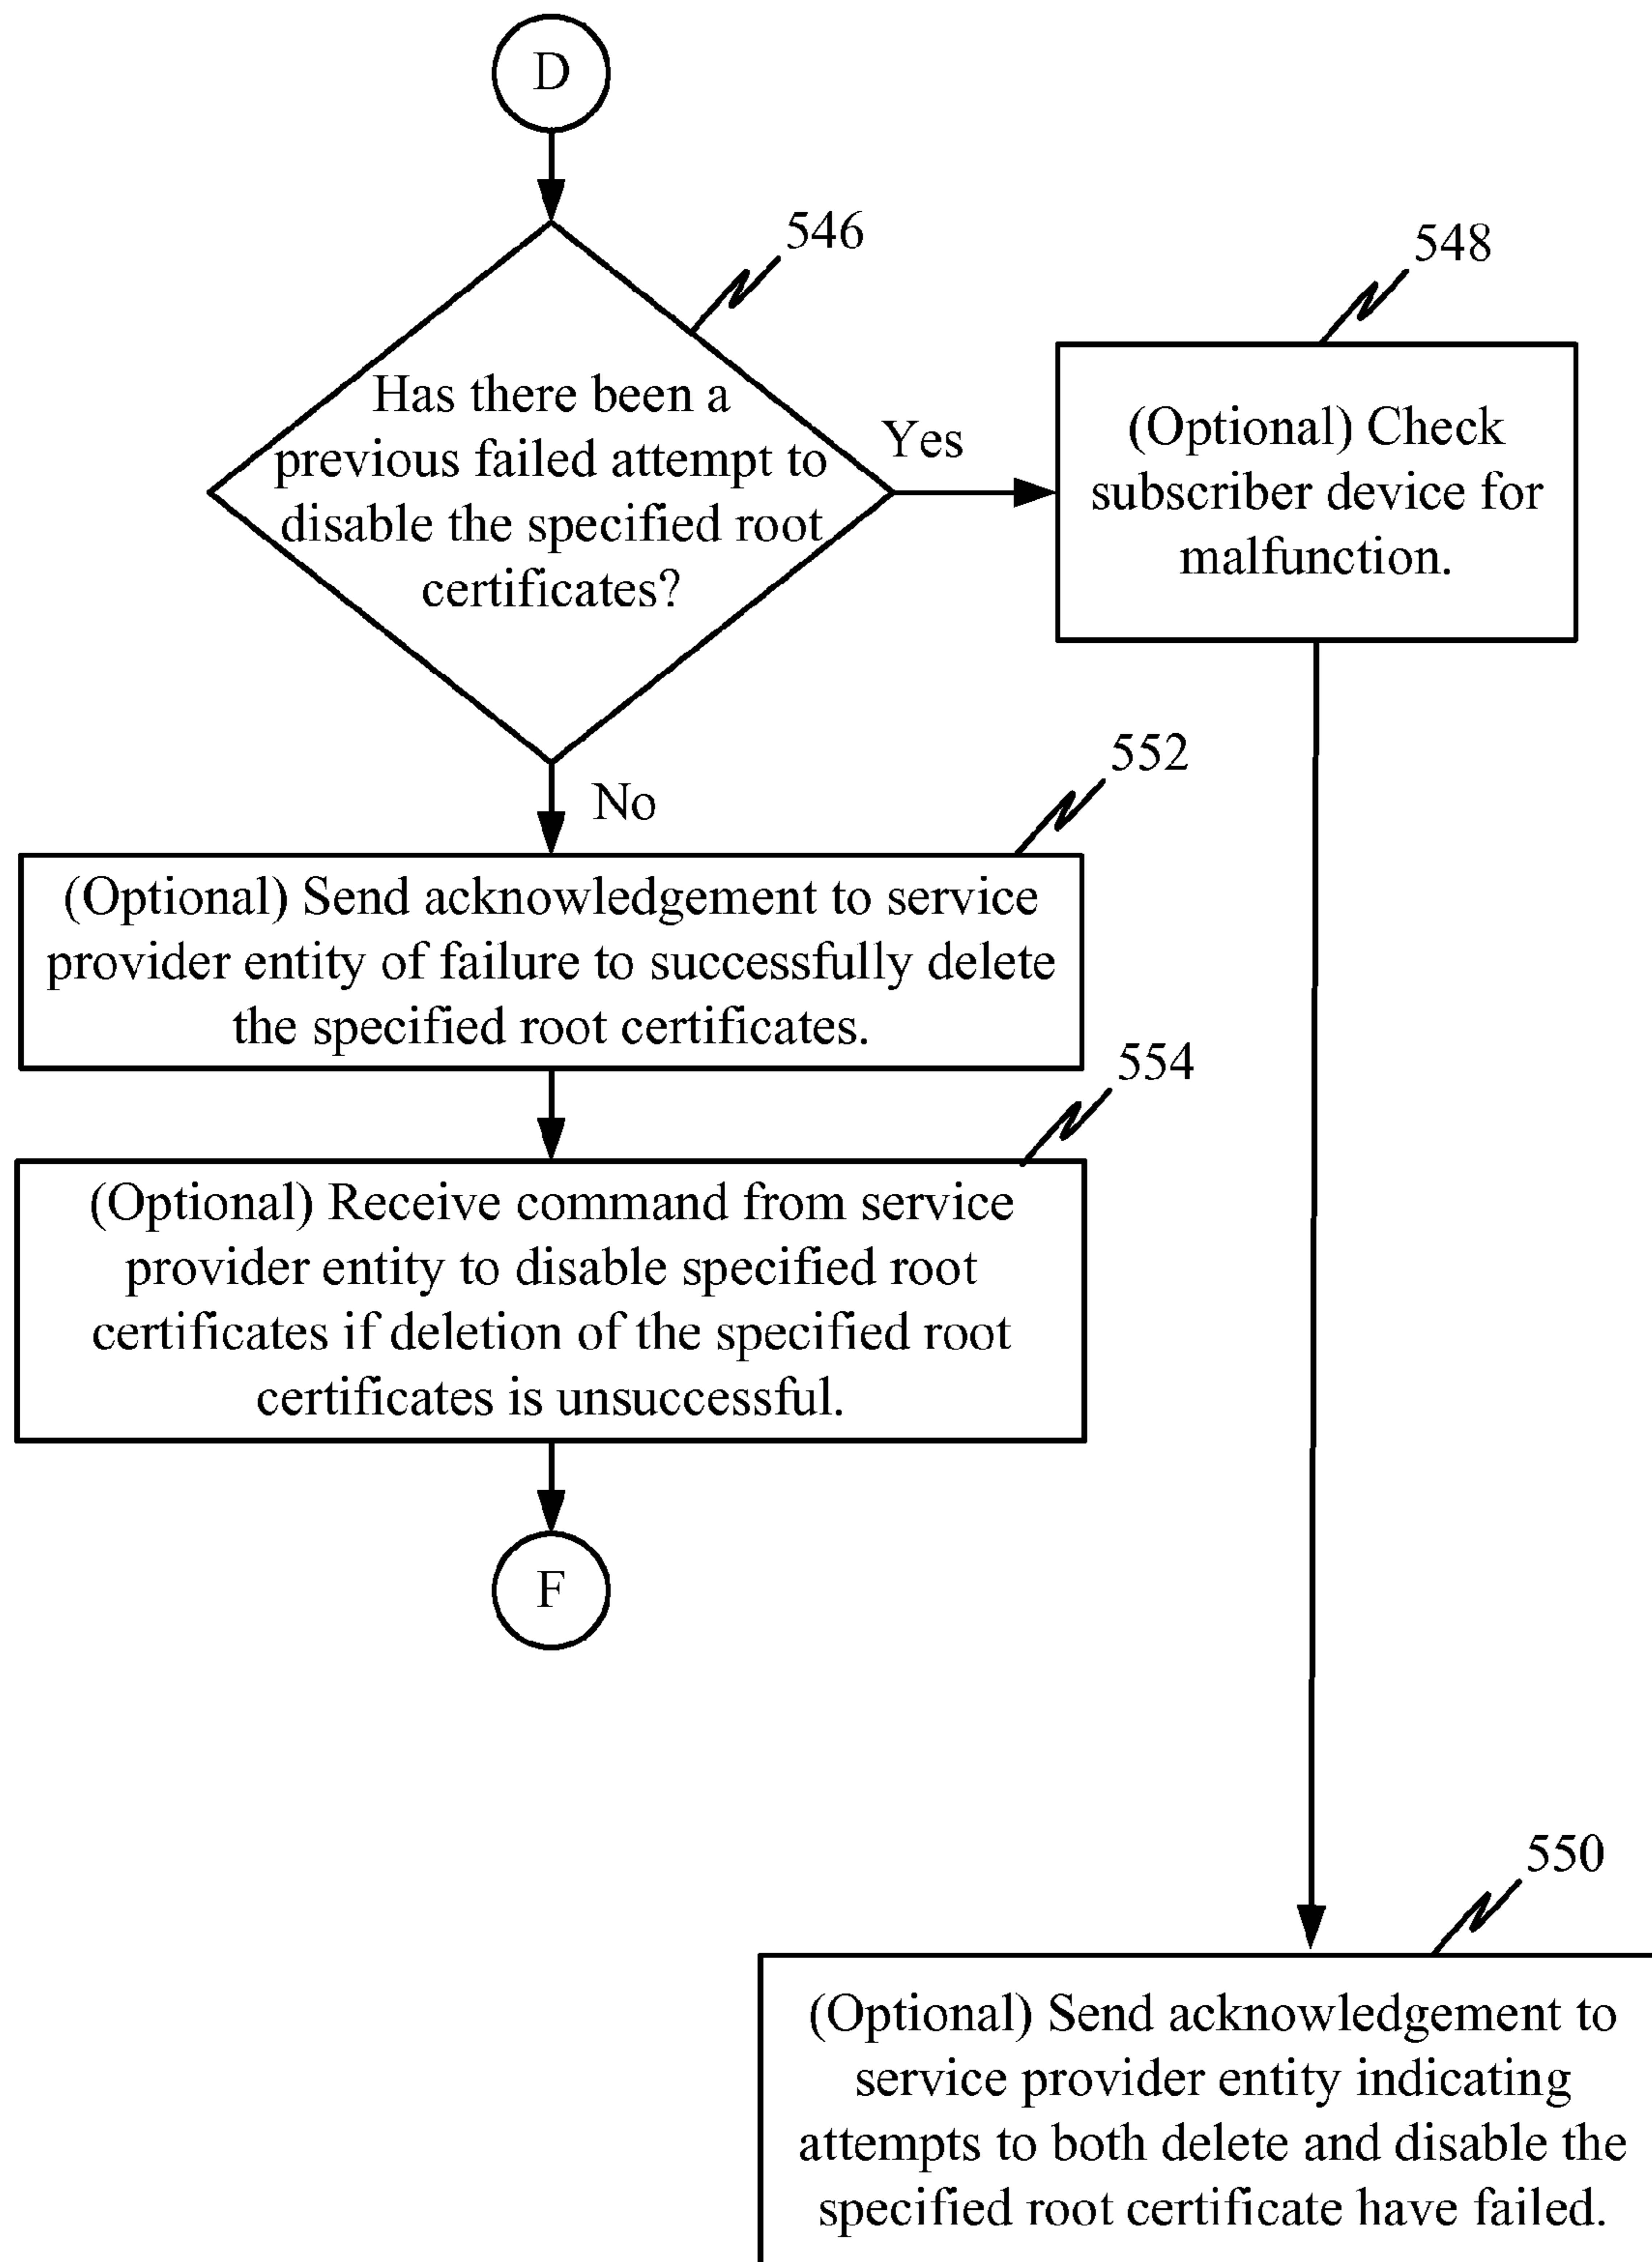 D
546
Has there been a
previous failed attempt to
disable the specified root
certificates?
Yes
548
(Optional) Check
subscriber device for
malfunction.
No
552
(Optional) Send acknowledgement to service
provider entity of failure to successfully delete
the specified root certificates.
554
(Optional) Receive command from service
provider entity to disable specified root
certificates if deletion of the specified root
certificates is unsuccessful.
F
550
(Optional) Send acknowledgement to
service provider entity indicating
attempts to both delete and disable the
specified root certificate have failed.